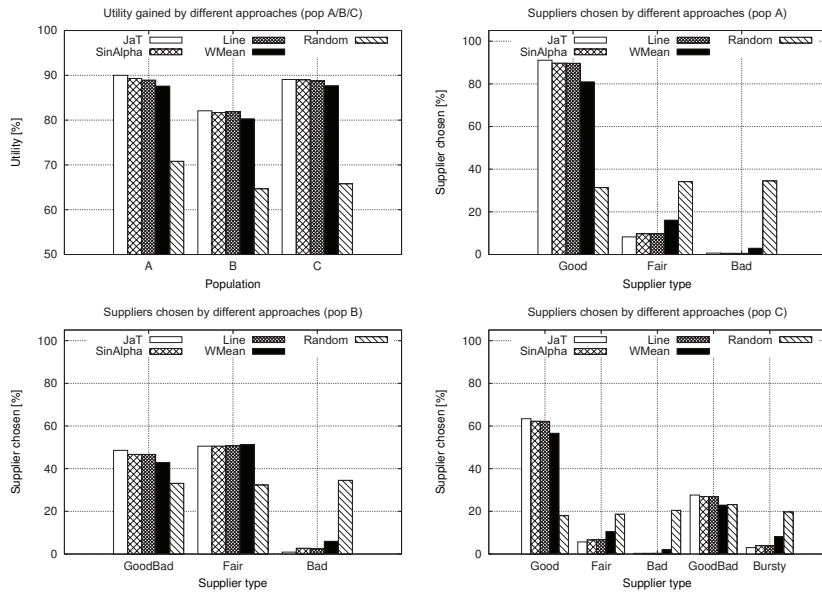 Utility gained by different approaches (pop A/B/C)
JaT Line Random
SinAlpha WMean
Utility [%]
100
90
80
70
60
50
A B C
Population
Suppliers chosen by different approaches (pop A)
JaT Line Random
SinAlpha WMean
Supplier chosen [%]
100
80
60
40
20
0
Good Fair Bad
Supplier type
Suppliers chosen by different approaches (pop B)
JaT Line Random
SinAlpha WMean
Supplier chosen [%]
100
80
60
40
20
0
GoodBad Fair Bad
Supplier type
Suppliers chosen by different approaches (pop C)
JaT Line Random
SinAlpha WMean
Supplier chosen [%]
100
80
60
40
20
0
Good Fair Bad GoodBad Bursty
Supplier type